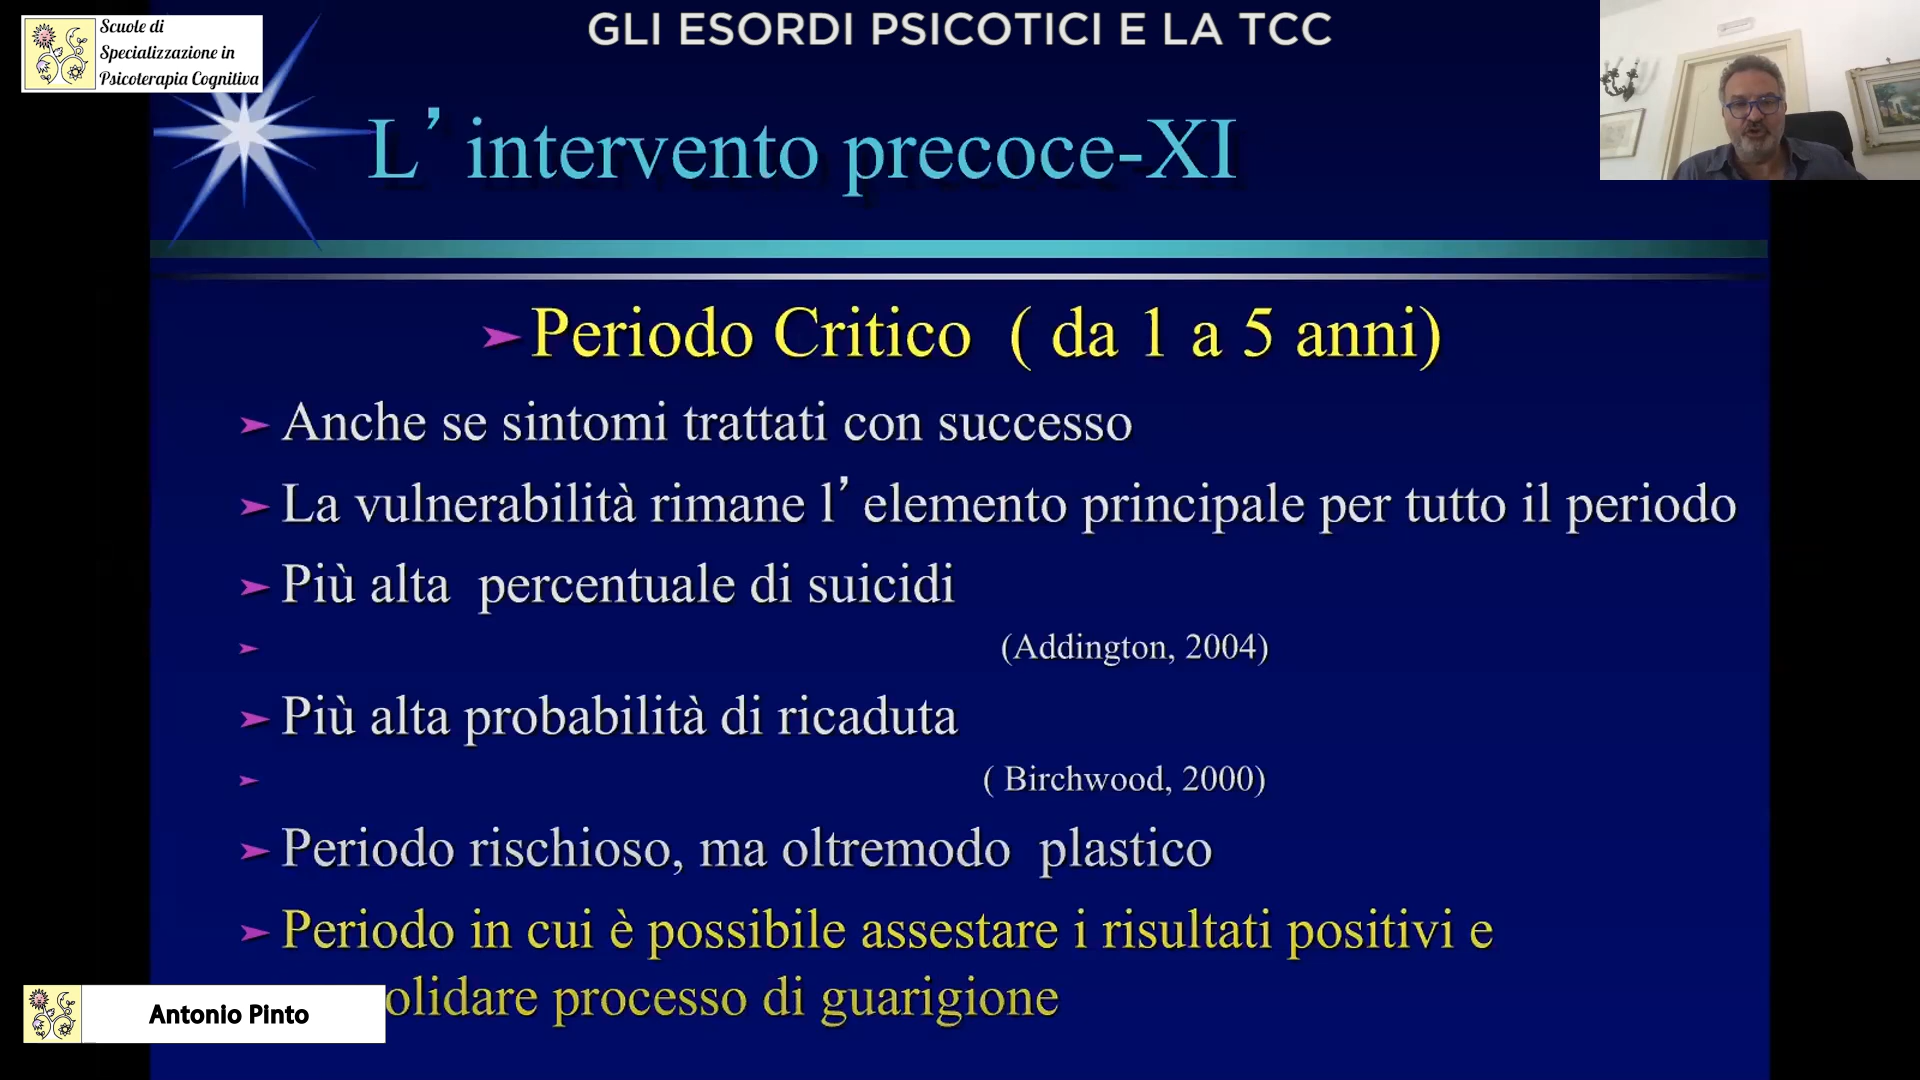 Scuole di
Specializzazione in
Psicoterapia Cognitiva
GLI ESORDI PSICOTICI E LA TCC
L’ intervento precoce-XI
Periodo Critico ( da 1 a 5 anni)
Anche se sintomi trattati con successo
La vulnerabilità rimane l’ elemento principale per tutto il periodo
Più alta percentuale di suicidi
(Addington, 2004)
Più alta probabilità di ricaduta
( Birchwood, 2000)
Periodo rischioso, ma oltremodo plastico
Periodo in cui è possibile assestare i risultati positivi e
olidare processo di guarigione
Antonio Pinto